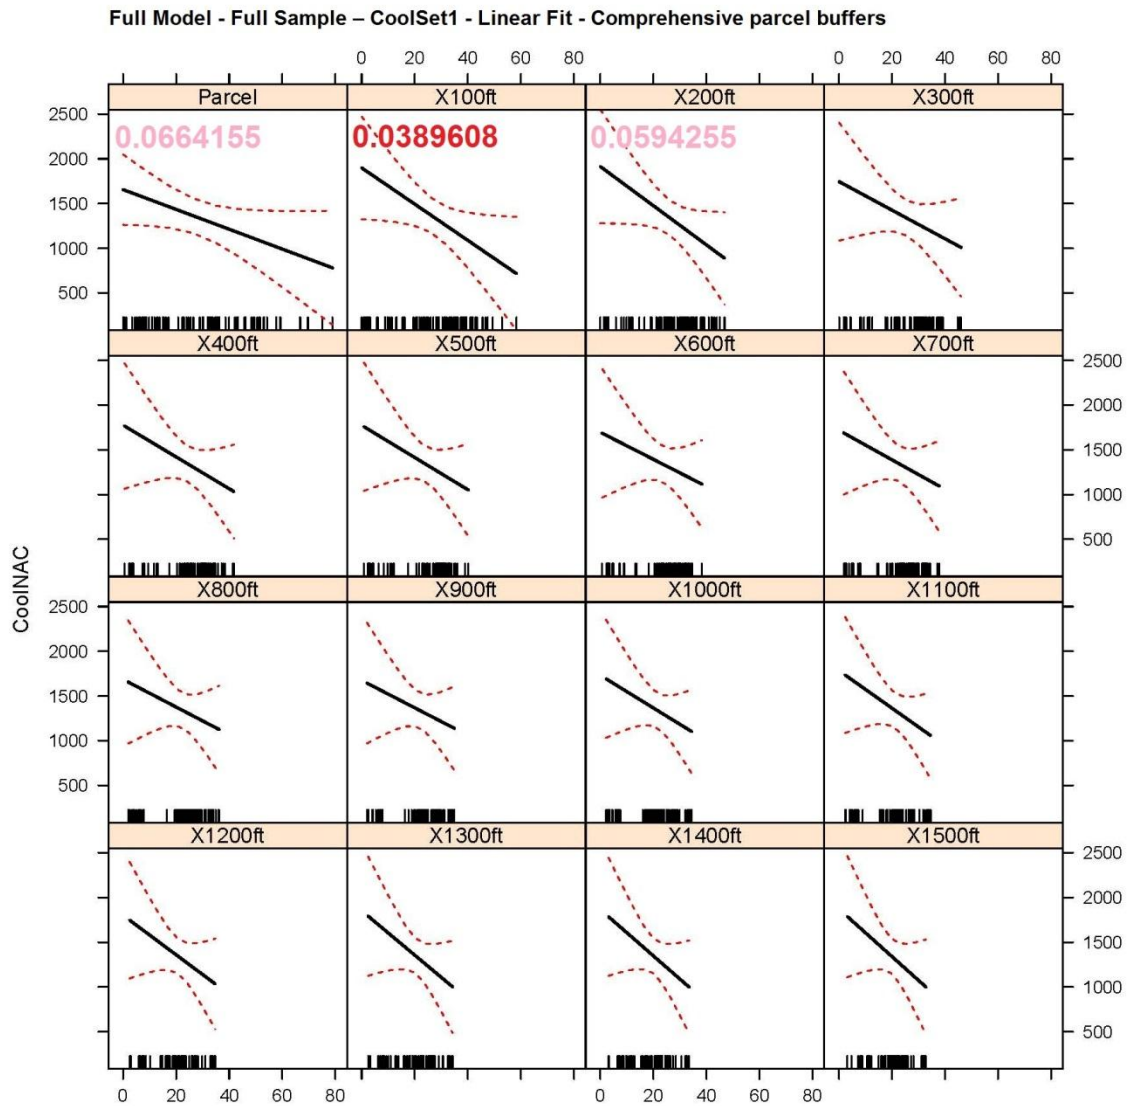 Full Model - Full Sample – CoolSet1 - Linear Fit - Comprehensive parcel buffers
0 20 40 60 80 0 20 40 60 80
Parcel X100ft X200ft X300ft
0.0664155 0.0389608 0.0594255
2500
2000
1500
1000
500
X400ft X500ft X600ft X700ft
2500
2000
1500
1000
500
CoolNAC
X800ft X900ft X1000ft X1100ft
2500
2000
1500
1000
500
X1200ft X1300ft X1400ft X1500ft
2500
2000
1500
1000
500
0 20 40 60 80 0 20 40 60 80